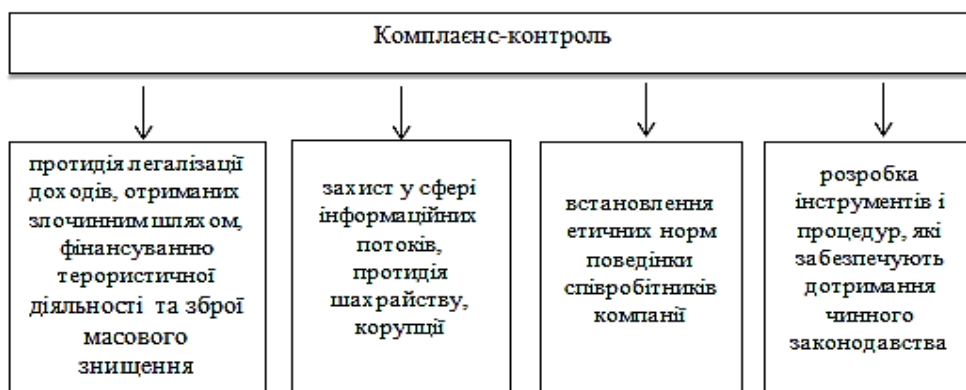 Комплаєнс-контроль
протидія легалізації
доходів, отриманих
злочинним шляхом,
фінансуванню
терористичної
діяльності та зброї
масового
знищення
захист у сфері
інформаційних
потоків,
протидія
шахрайству,
корупції
встановлення
етичних норм
поведінки
співробітників
компанії
розробка
інструментів і
процедур, які
забезпечують
дотримання
чинного
законодавства